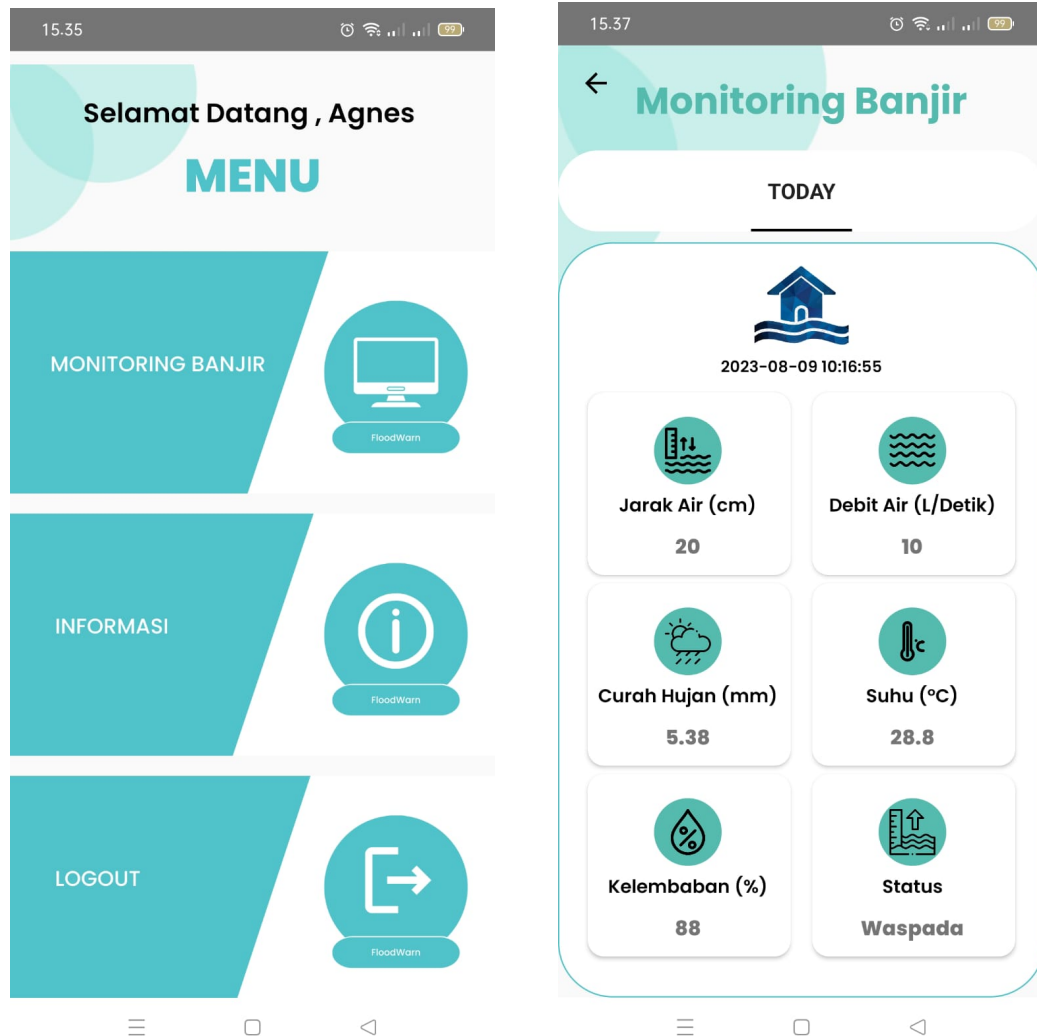 15.35
99
Selamat Datang , Agnes
MENU
MONITORING BANJIR
FloodWarn
INFORMASI
FloodWarn
LOGOUT
FloodWarn
15.37
99
Monitoring Banjir
TODAY
2023-08-09 10:16:55
Jarak Air (cm)
20
Debit Air (L/Detik)
10
Curah Hujan (mm)
5.38
Suhu (°C)
28.8
Kelembaban (%)
88
Status
Waspada